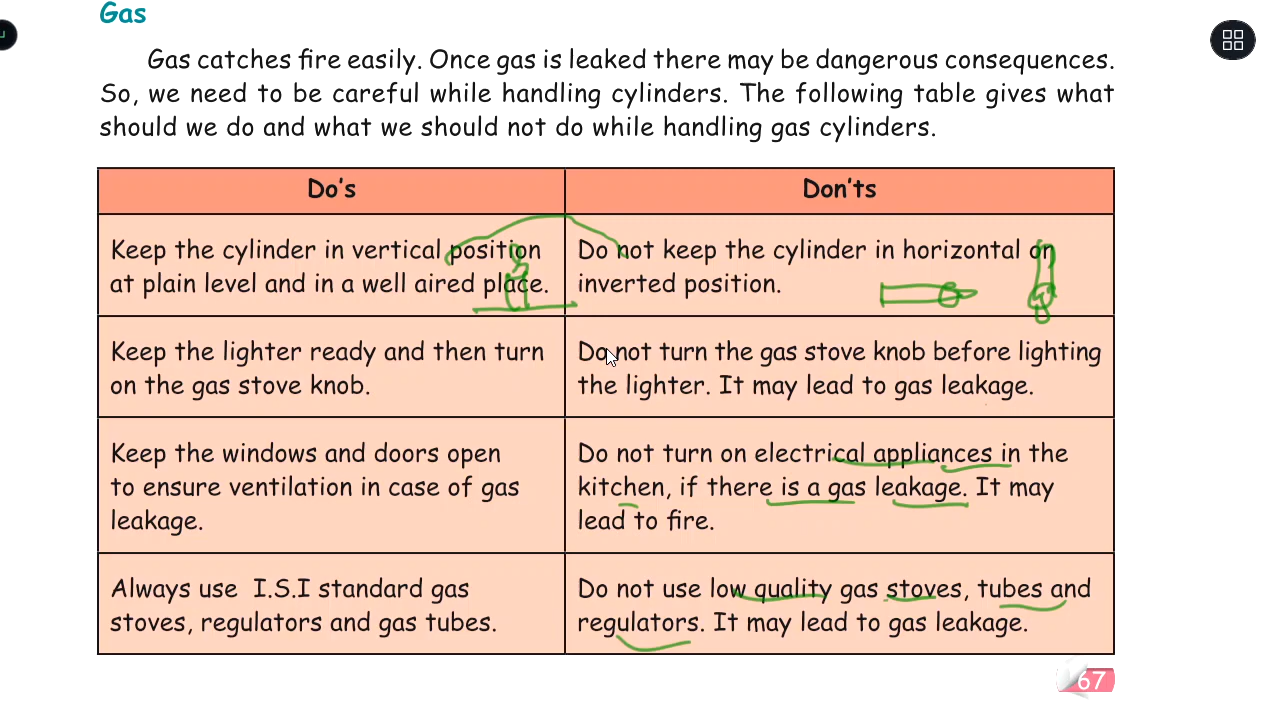 Gas
Gas catches fire easily. Once gas is leaked there may be dangerous consequences.
So, we need to be careful while handling cylinders. The following table gives what
should we do and what we should not do while handling gas cylinders.
Do's
Don'ts
Keep the cylinder in vertical position
at plain level and in a well aired place.
Do not keep the cylinder in horizontal on
inverted position.
Keep the lighter ready and then turn
on the gas stove knob.
Do not turn the gas stove knob before lighting
the lighter. It may lead to gas leakage.
Keep the windows and doors open
to ensure ventilation in case of gas
leakage.
Do not turn on electrical appliances in the
kitchen, if there is a gas leakage. It may
lead to fire.
Always use I.S.I standard gas
stoves, regulators and gas tubes.
Do not use low quality gas stoves, tubes and
regulators. It may lead to gas leakage.
67